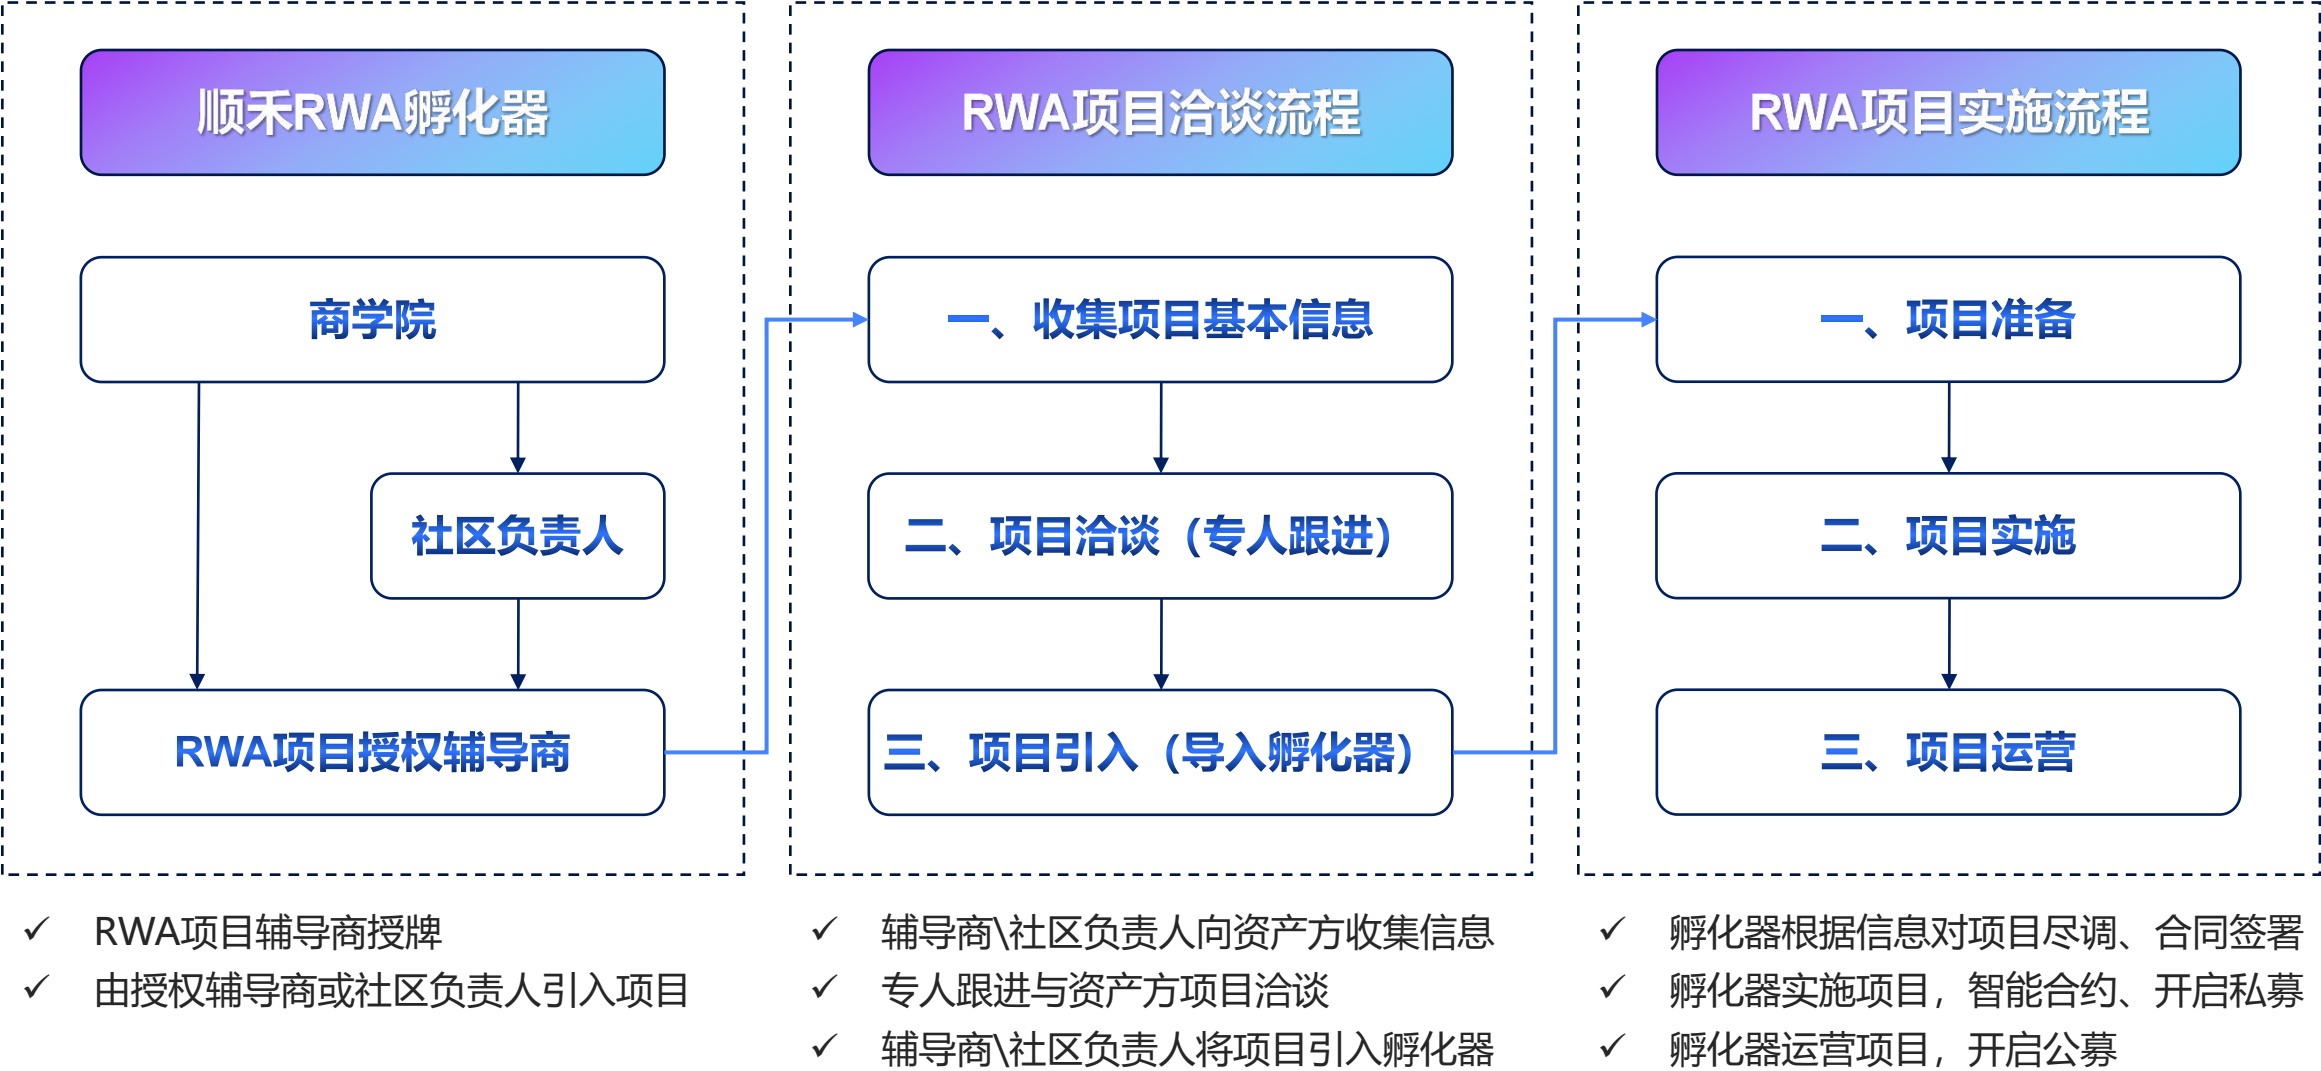 顺禾RWA孵化器
商学院
社区负责人
RWA项目授权辅导商
RWA项目辅导商授牌
由授权辅导商或社区负责人引入项目
RWA项目洽谈流程
一、收集项目基本信息
二、项目洽谈（专人跟进）
三、项目引入（导入孵化器）
辅导商\社区负责人向资产方收集信息
专人跟进与资产方项目洽谈
辅导商\社区负责人将项目引入孵化器
RWA项目实施流程
一、项目准备
二、项目实施
三、项目运营
孵化器根据信息对项目尽调、合同签署
孵化器实施项目，智能合约、开启私募
孵化器运营项目，开启公募